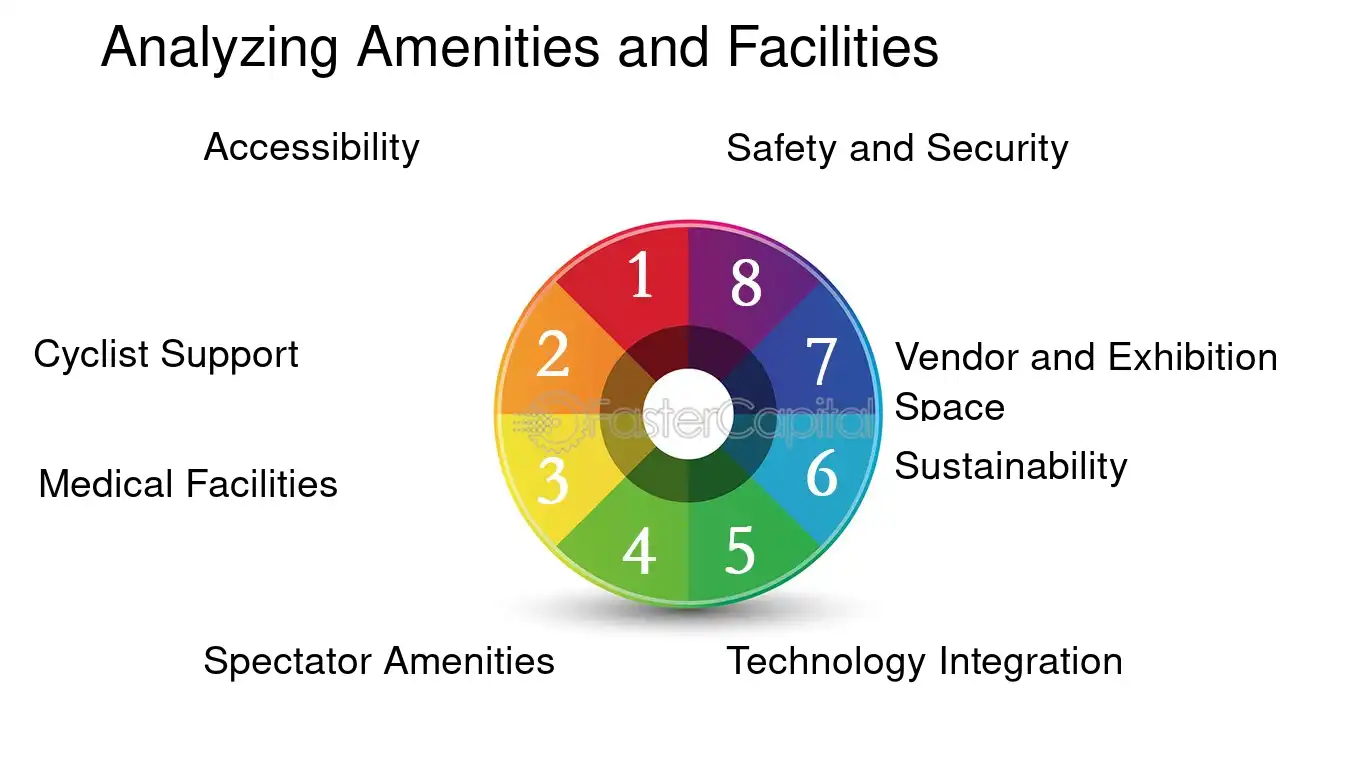 Analyzing Amenities and Facilities
Accessibility
Safety and Security
1
8
2
7
Cyclist Support
Vendor and Exhibition
Space
FasterCapital
3
6
Sustainability
Medical Facilities
4
5
Spectator Amenities
Technology Integration